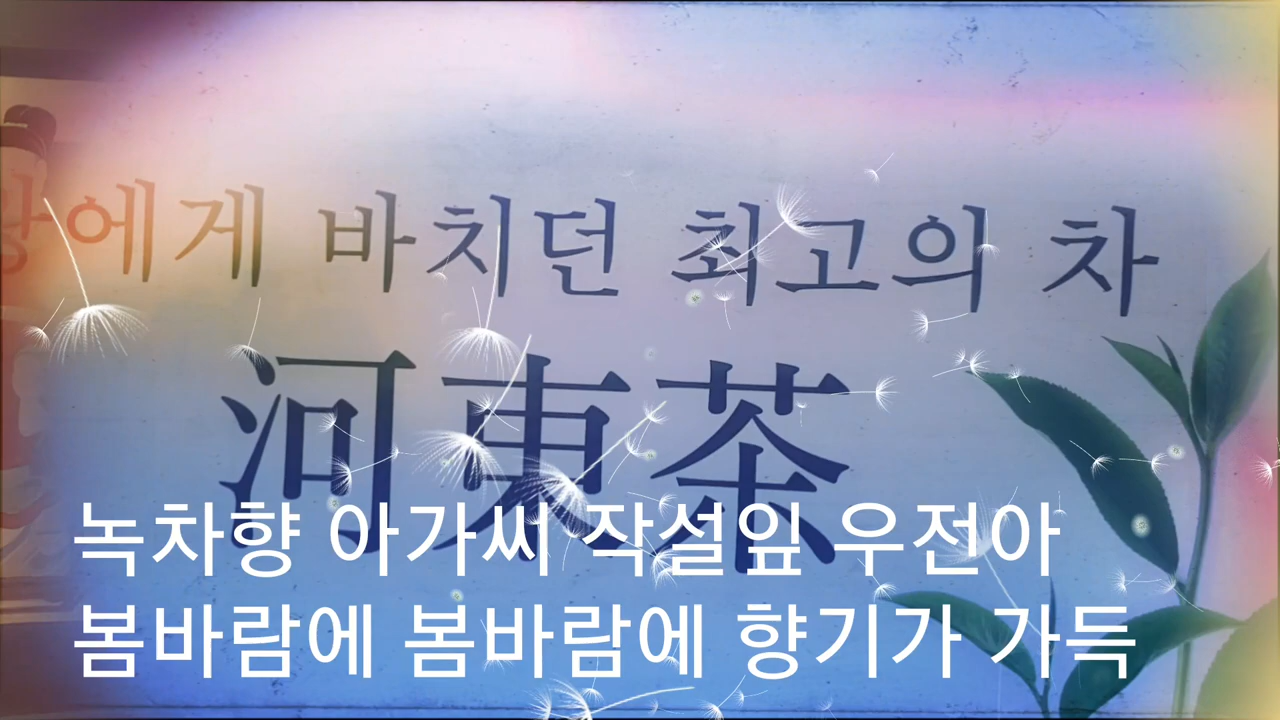 에게 바치던 최고의 차
河東茶
녹차향 아가씨 작설잎 우전아
봄바람에 봄바람에 향기가 가득